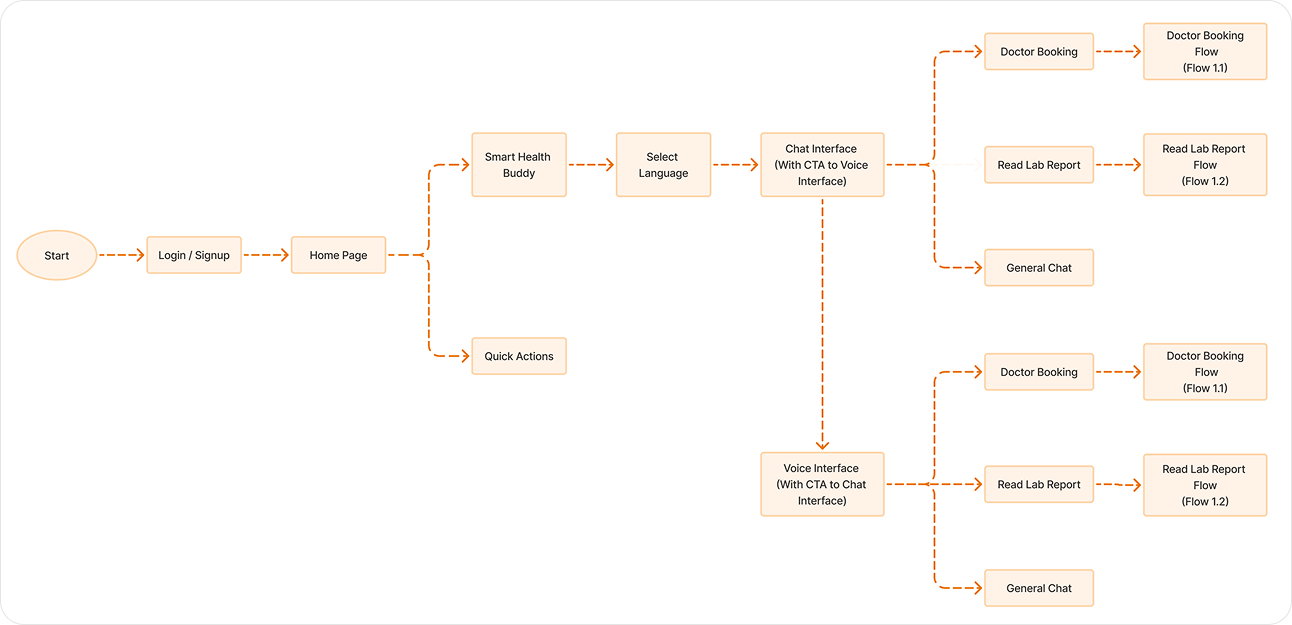 Start
Login / Signup
Home Page
Smart Health
Buddy
Select
Language
Chat Interface
(With CTA to Voice
Interface)
Doctor Booking
Doctor Booking
Flow
(Flow 1.1)
Read Lab Report
Read Lab Report
Flow
(Flow 1.2)
General Chat
Quick Actions
Voice Interface
(With CTA to Chat
Interface)
Doctor Booking
Doctor Booking
Flow
(Flow 1.1)
Read Lab Report
Read Lab Report
Flow
(Flow 1.2)
General Chat